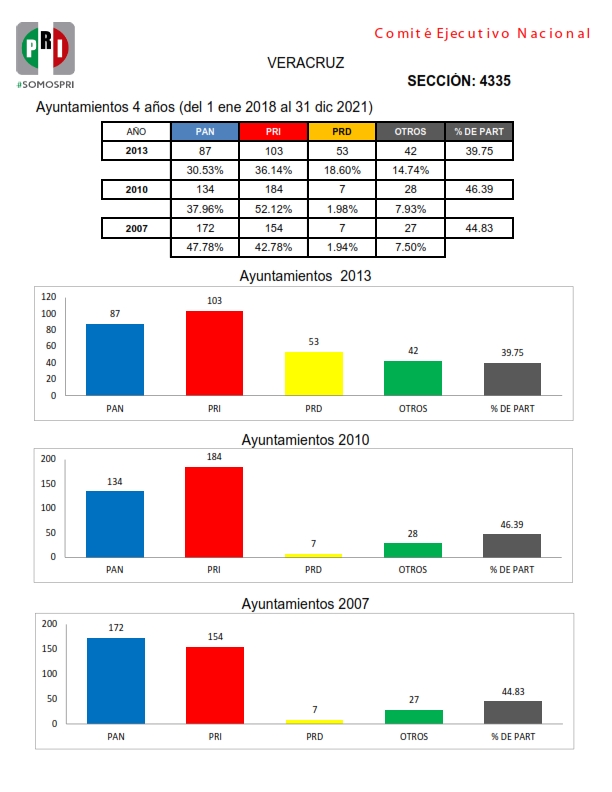 Comité Ejecutivo Nacional
PRI
#SOMOSPRI
VERACRUZ
SECCIÓN: 4335
Ayuntamientos 4 años (del 1 ene 2018 al 31 dic 2021)
AÑO PAN PRI PRD OTROS % DE PART
2013 87 103 53 42 39.75
30.53% 36.14% 18.60% 14.74%
2010 134 184 7 28 46.39
37.96% 52.12% 1.98% 7.93%
2007 172 154 7 27 44.83
47.78% 42.78% 1.94% 7.50%
Ayuntamientos 2013
120
100
80
60
40
20
0
87 103 53 42 39.75
PAN PRI PRD OTROS % DE PART
Ayuntamientos 2010
200
150
100
50
0
134 184 7 28 46.39
PAN PRI PRD OTROS % DE PART
Ayuntamientos 2007
200
150
100
50
0
172 154 7 27 44.83
PAN PRI PRD OTROS % DE PART